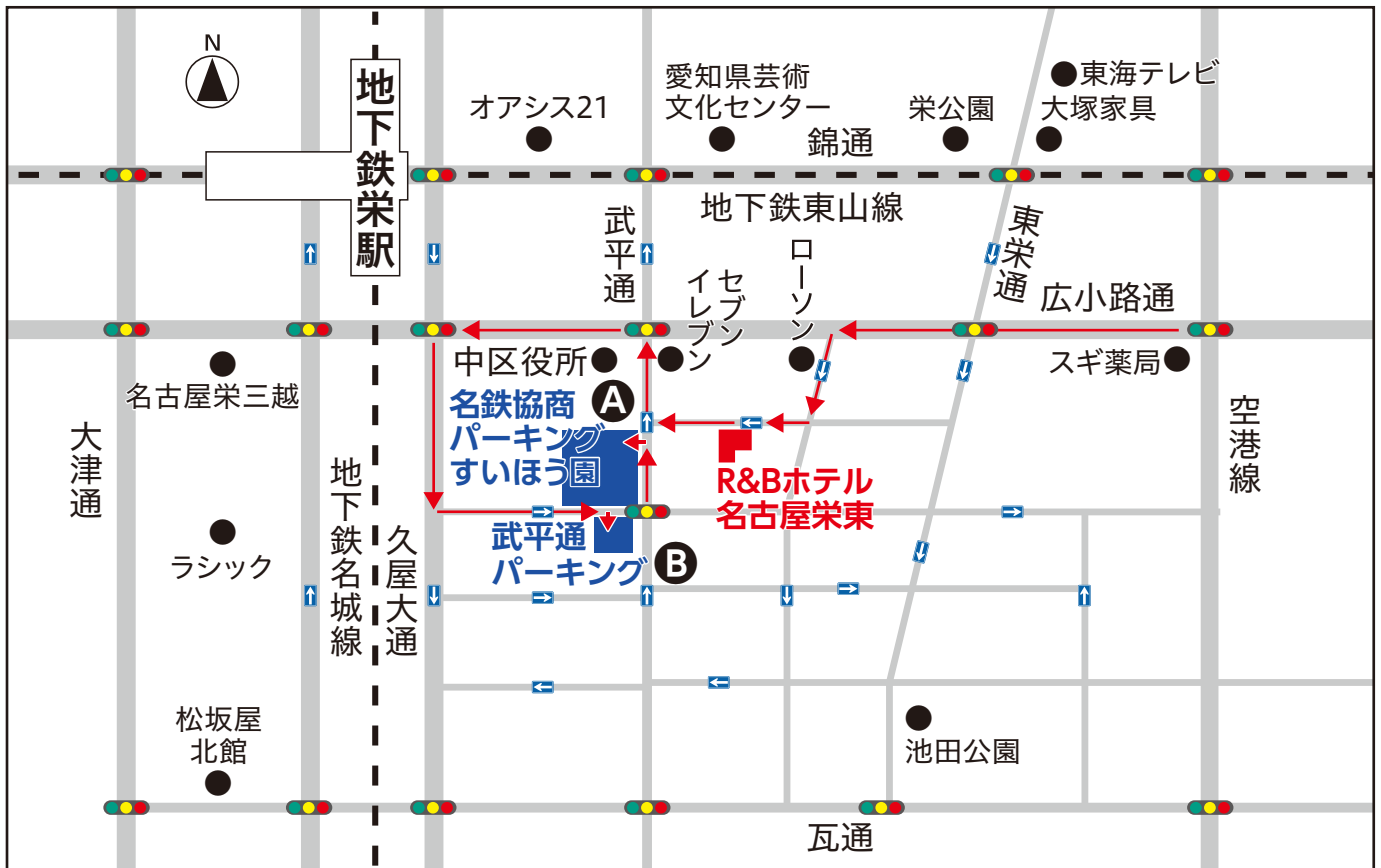 N
地下鉄栄駅
オアシス21
愛知県芸術
文化センター
栄公園
東海テレビ
大塚家具
錦通
地下鉄東山線
武平通
セブン
イレブン
ローソン
東栄通
広小路通
名古屋栄三越
中区役所
スギ薬局
A
名鉄協商
パーキング
すいほう園
R&Bホテル
名古屋栄東
大津通
空港線
地下鉄名城線
久屋大通
ラシック
武平通
パーキング
B
松坂屋
北館
池田公園
瓦通